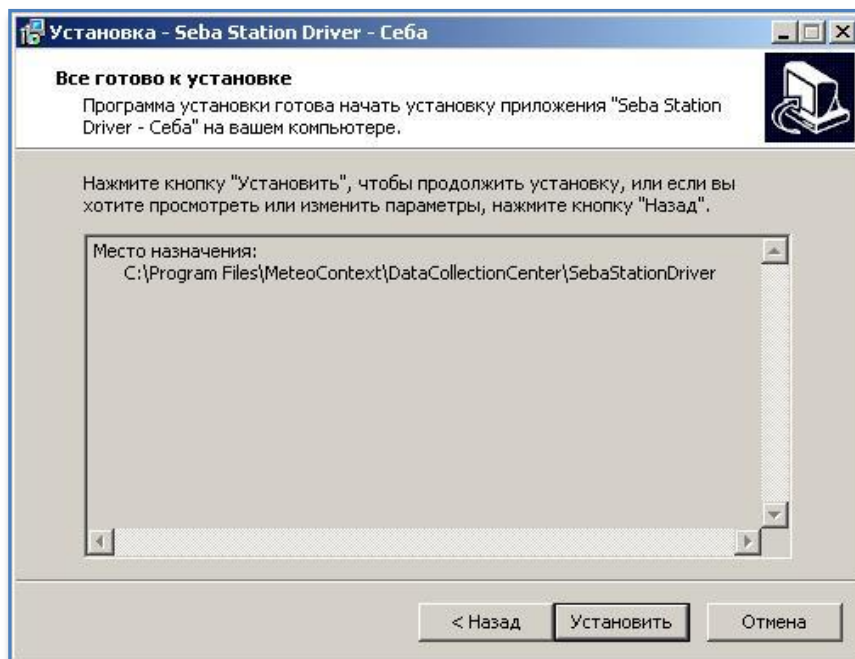 Установка - Seba Station Driver - Себа
Все готово к установке
Программа установки готова начать установку приложения "Seba Station
Driver - Себа" на вашем компьютере.
Нажмите кнопку "Установить", чтобы продолжить установку, или если вы
хотите просмотреть или изменить параметры, нажмите кнопку "Назад".
Место назначения:
C:\Program Files\MeteoContext\DataCollectionCenter\SebaStationDriver
< Назад
Установить
Отмена